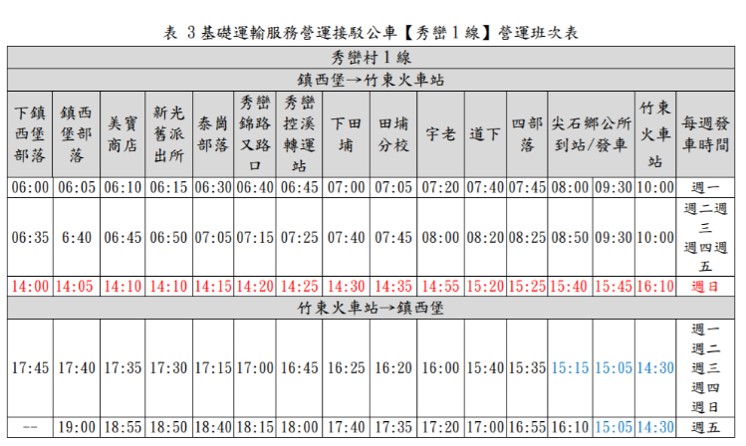 表 3 基礎運輸服務營運接駁公車【秀巒1線】營運班次表
秀巒村1線
鎮西堡→竹東火車站
下鎮西堡部落 鎮西堡部落 美寶商店 新光舊派出所 泰崗部落 秀巒錦路叉路口 秀巒控溪轉運站 下田埔 田埔分校 宇老 道下 四部落 尖石鄉公所到站/發車 竹東火車站 每週發車時間
06:00 06:05 06:10 06:15 06:30 06:40 06:45 07:00 07:05 07:20 07:40 07:45 08:00 09:30 10:00 週一
06:35 6:40 06:45 06:50 07:05 07:15 07:25 07:40 07:45 08:00 08:20 08:25 08:50 09:30 10:00 週二週三週四週五
14:00 14:05 14:10 14:10 14:15 14:20 14:25 14:30 14:35 14:55 15:20 15:25 15:40 15:45 16:10 週日
竹東火車站→鎮西堡
17:45 17:40 17:35 17:30 17:15 17:00 16:45 16:25 16:20 16:00 15:40 15:35 15:15 15:05 14:30 週一週二週三週四週日
-- 19:00 18:55 18:50 18:40 18:15 18:00 17:40 17:35 17:20 17:00 16:55 16:10 15:05 14:30 週五